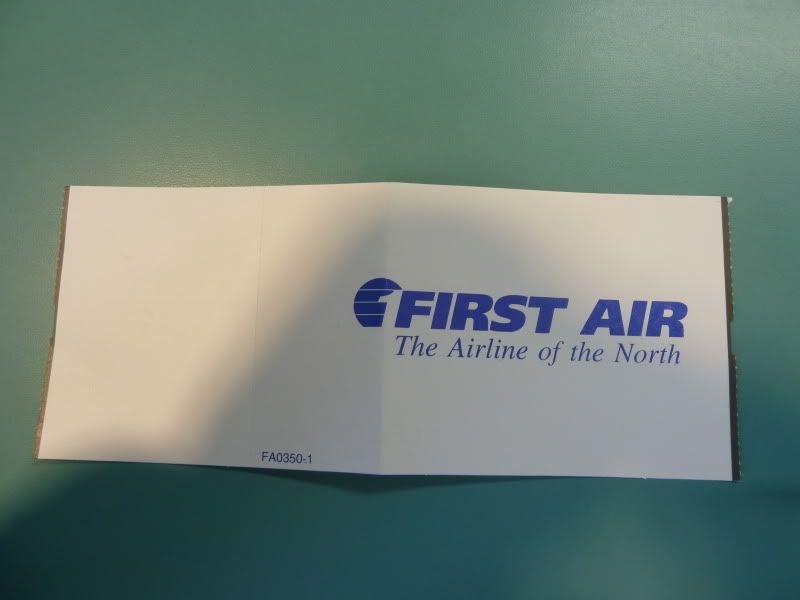 FIRST AIR
The Airline of the North
FA0350-1